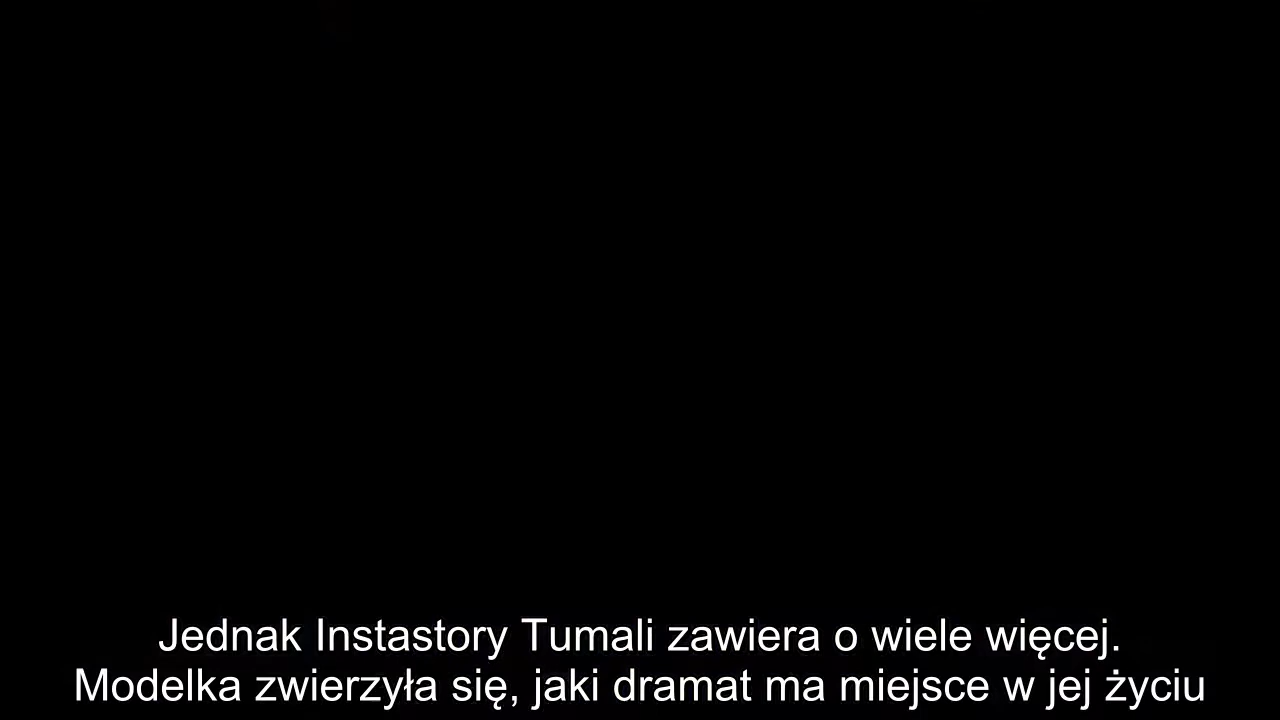 Jednak Instastory Tumali zawiera o wiele więcej.
Modelka zwierzyła się, jaki dramat ma miejsce w jej życiu